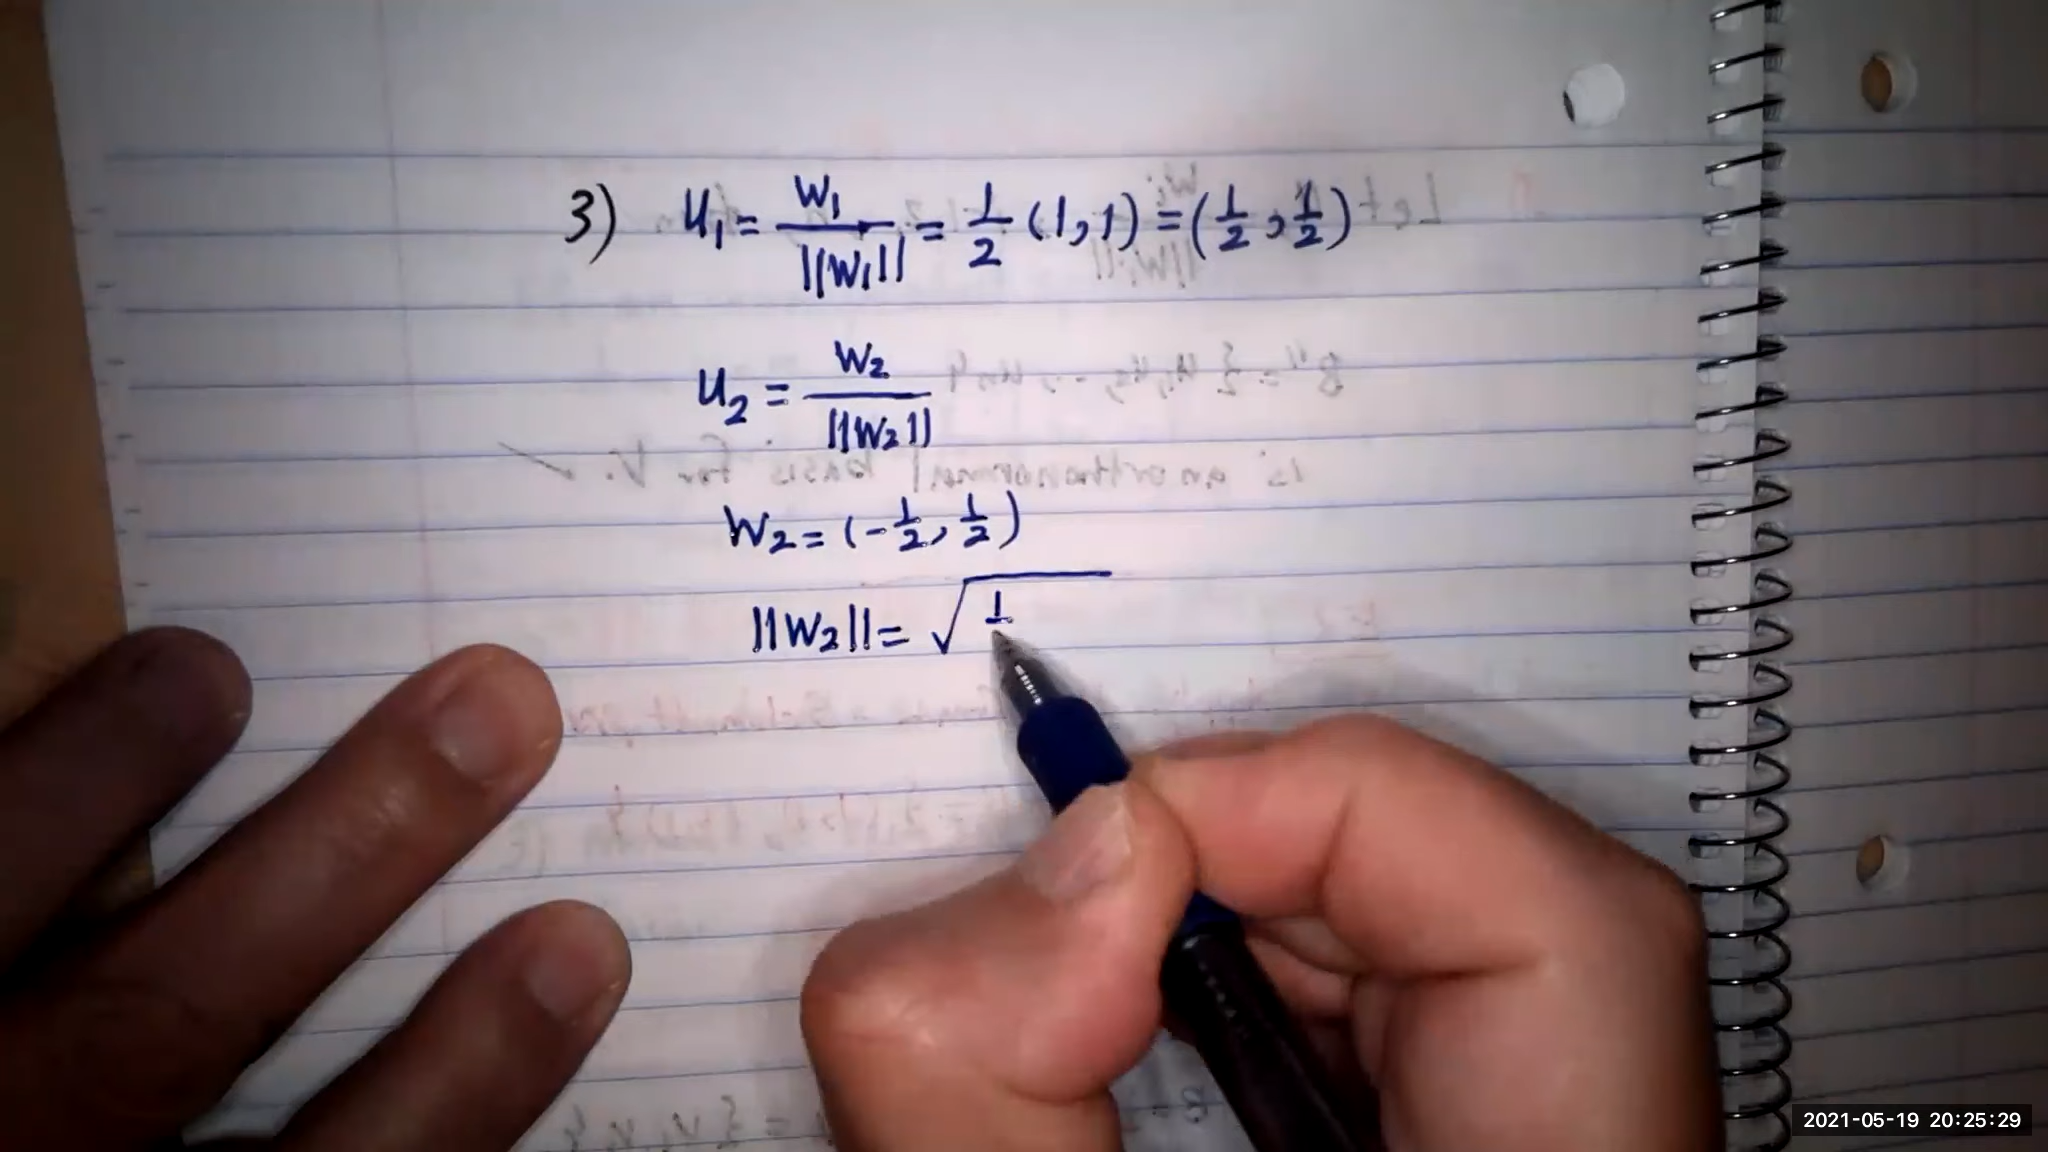 3) u₁ = w₁/||w₁|| = 1/2 (1,1) = (1/2, 1/2)
u₂ = w₂/||w₂||
w₂ = (-1/2, 1/2)
||w₂|| = √1
2021-05-19 20:25:29